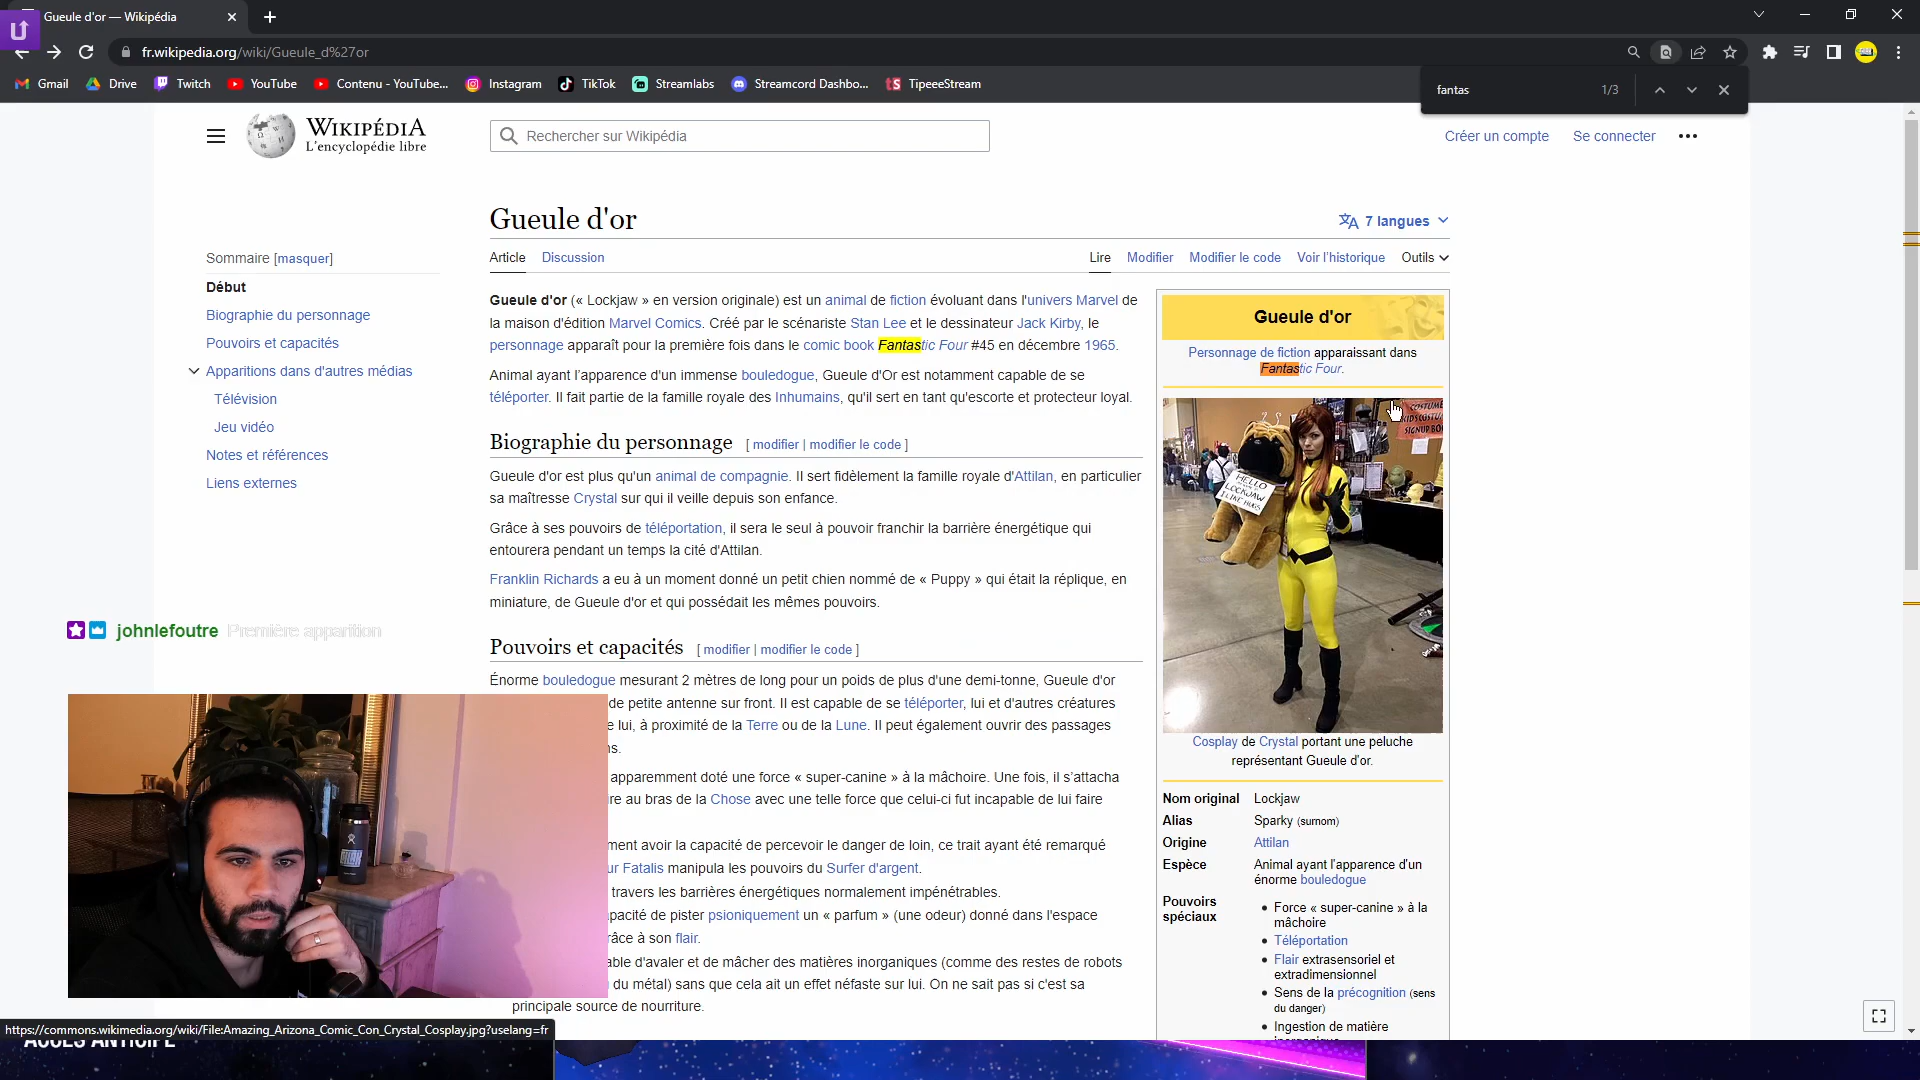 Gueule d'or — Wikipédia
fr.wikipedia.org/wiki/Gueule_d%27or
Gmail Drive Twitch YouTube Contenu - YouTube... Instagram TikTok Streamlabs Streamcord Dashbo... TipeeeStream
fantas 1/3
WIKIPÉDIA
L'encyclopédie libre
Rechercher sur Wikipédia
Créer un compte Se connecter
Gueule d'or
7 langues
Article Discussion
Lire Modifier Modifier le code Voir l'historique Outils
Sommaire [masquer]
Début
Biographie du personnage
Pouvoirs et capacités
Apparitions dans d'autres médias
Télévision
Jeu vidéo
Notes et références
Liens externes
Gueule d'or (« Lockjaw » en version originale) est un animal de fiction évoluant dans l'univers Marvel de
la maison d'édition Marvel Comics. Créé par le scénariste Stan Lee et le dessinateur Jack Kirby, le
personnage apparaît pour la première fois dans le comic book Fantastic Four #45 en décembre 1965.
Animal ayant l'apparence d'un immense bouledogue, Gueule d'Or est notamment capable de se
téléporter. Il fait partie de la famille royale des Inhumains, qu'il sert en tant qu'escorte et protecteur loyal.
Biographie du personnage [ modifier | modifier le code ]
Gueule d'or est plus qu'un animal de compagnie. Il sert fidèlement la famille royale d'Attilan, en particulier
sa maîtresse Crystal sur qui il veille depuis son enfance.
Grâce à ses pouvoirs de téléportation, il sera le seul à pouvoir franchir la barrière énergétique qui
entourera pendant un temps la cité d'Attilan.
Franklin Richards a eu à un moment donné un petit chien nommé de « Puppy » qui était la réplique, en
miniature, de Gueule d'or et qui possédait les mêmes pouvoirs.
Pouvoirs et capacités [ modifier | modifier le code ]
Énorme bouledogue mesurant 2 mètres de long pour un poids de plus d'une demi-tonne, Gueule d'or
de petite antenne sur front. Il est capable de se téléporter, lui et d'autres créatures
e lui, à proximité de la Terre ou de la Lune. Il peut également ouvrir des passages
ns.
apparemment doté une force « super-canine » à la mâchoire. Une fois, il s'attacha
re au bras de la Chose avec une telle force que celui-ci fut incapable de lui faire
ment avoir la capacité de percevoir le danger de loin, ce trait ayant été remarqué
ur Fatalis manipula les pouvoirs du Surfer d'argent.
travers les barrières énergétiques normalement impénétrables.
pacité de pister psioniquement un « parfum » (une odeur) donné dans l'espace
râce à son flair.
able d'avaler et de mâcher des matières inorganiques (comme des restes de robots
du métal) sans que cela ait un effet néfaste sur lui. On ne sait pas si c'est sa
principale source de nourriture.
Gueule d'or
Personnage de fiction apparaissant dans
Fantastic Four.
COSTUME
KIDS COSTUM
SIGN UP BO
HELLO
LOCKJAW
I LIKE HUGS
Cosplay de Crystal portant une peluche
représentant Gueule d'or.
Nom original Lockjaw
Alias Sparky (surnom)
Origine Attilan
Espèce Animal ayant l'apparence d'un
énorme bouledogue
Pouvoirs
spéciaux
• Force « super-canine » à la
mâchoire
• Téléportation
• Flair extrasensoriel et
extradimensionnel
• Sens de la précognition (sens
du danger)
• Ingestion de matière
inorganique
johnlefoutre Première apparition
https://commons.wikimedia.org/wiki/File:Amazing_Arizona_Comic_Con_Crystal_Cosplay.jpg?uselang=fr
ACCÈS ANTICIPÉ